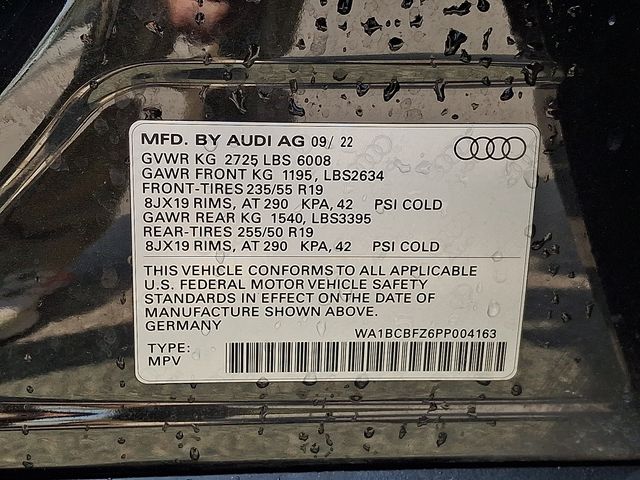 MFD. BY AUDI AG 09/ 22
GVWR KG 2725 LBS 6008
GAWR FRONT KG 1195, LBS2634
FRONT-TIRES 235/55 R19
8JX19 RIMS, AT 290 KPA, 42 PSI COLD
GAWR REAR KG 1540, LBS3395
REAR-TIRES 255/50 R19
8JX19 RIMS, AT 290 KPA, 42 PSI COLD
THIS VEHICLE CONFORMS TO ALL APPLICABLE
U.S. FEDERAL MOTOR VEHICLE SAFETY
STANDARDS IN EFFECT ON THE DATE OF
MANUFACTURE SHOWN ABOVE.
GERMANY
WA1BCBFZ6PP004163
TYPE:
MPV